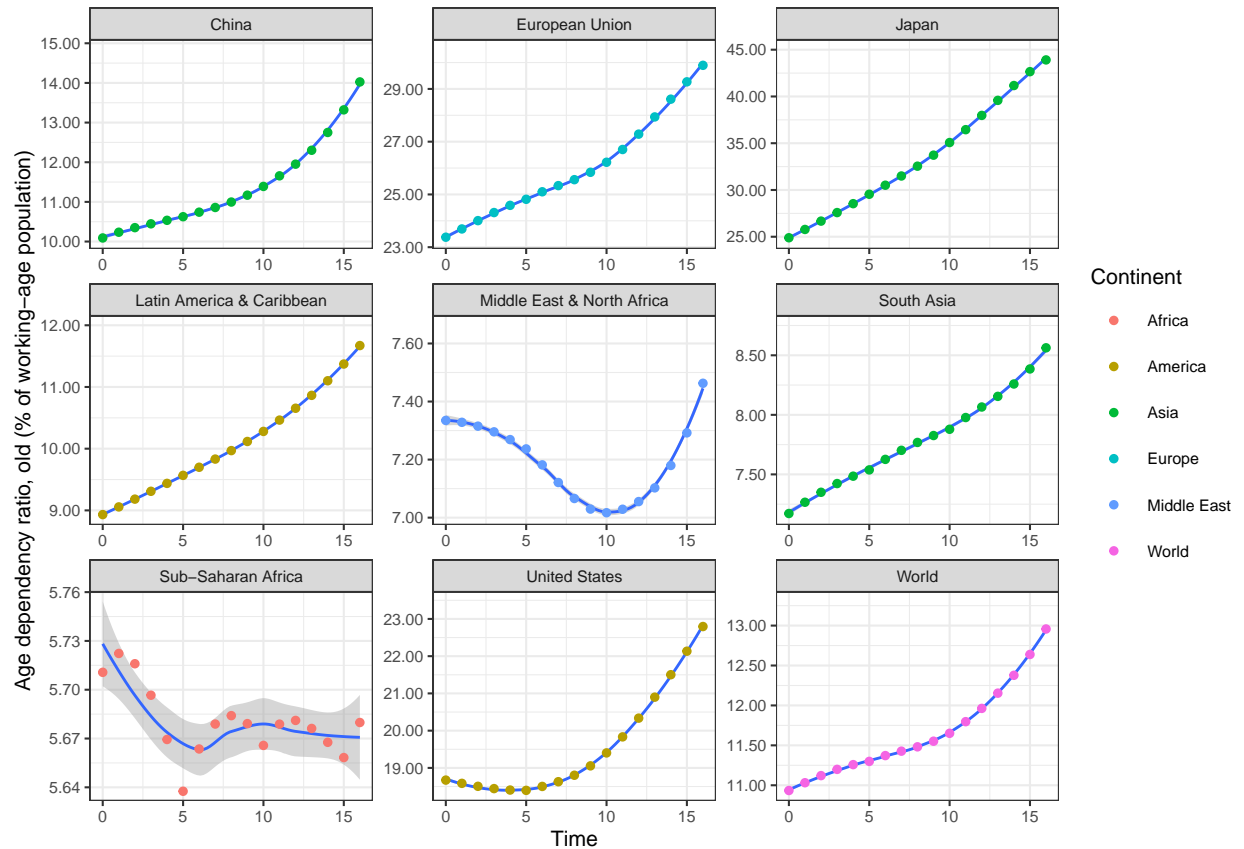 China
European Union
Japan
15.00
14.00
13.00
12.00
11.00
10.00
0 5 10 15
29.00
27.00
25.00
23.00
0 5 10 15
45.00
40.00
35.00
30.00
25.00
0 5 10 15
Latin America & Caribbean
Middle East & North Africa
South Asia
12.00
11.00
10.00
9.00
0 5 10 15
7.60
7.40
7.20
7.00
0 5 10 15
8.50
8.00
7.50
0 5 10 15
Sub−Saharan Africa
United States
World
5.76
5.73
5.70
5.67
5.64
0 5 10 15
23.00
22.00
21.00
20.00
19.00
0 5 10 15
13.00
12.50
12.00
11.50
11.00
0 5 10 15
Time
Age dependency ratio, old (% of working−age population)
Continent
Africa
America
Asia
Europe
Middle East
World